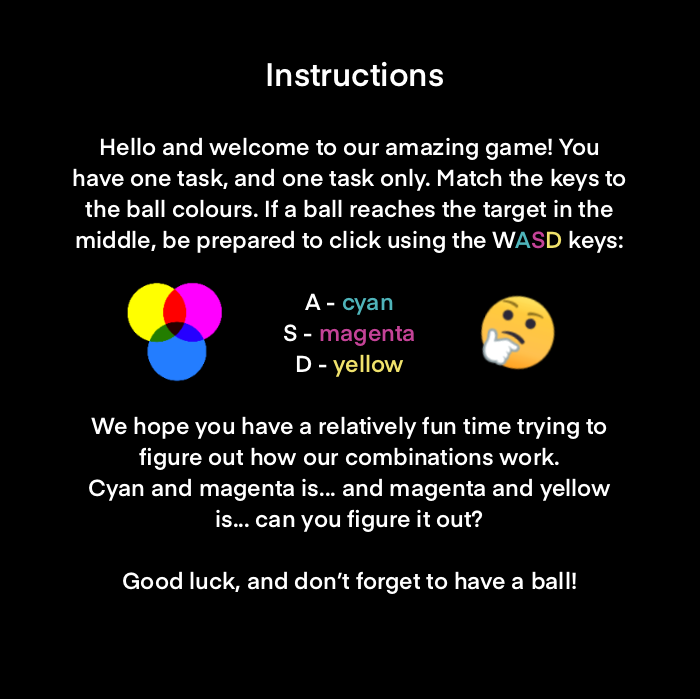 Instructions
Hello and welcome to our amazing game! You
have one task, and one task only. Match the keys to
the ball colours. If a ball reaches the target in the
middle, be prepared to click using the WASD keys:
A - cyan
S - magenta
D - yellow
We hope you have a relatively fun time trying to
figure out how our combinations work.
Cyan and magenta is... and magenta and yellow
is... can you figure it out?
Good luck, and don’t forget to have a ball!